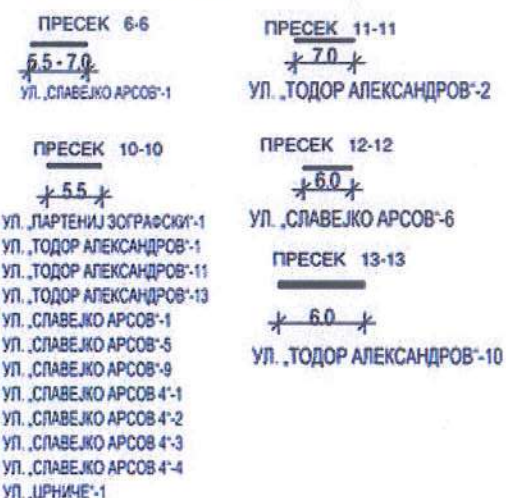 ПРЕСЕК 6-6
5.5 - 7.0
УЛ. „СЛАВЕЈКО АРСОВ“-1
ПРЕСЕК 10-10
5.5
УЛ. „ПАРТЕНИЈ ЗОГРАФСКИ“-1
УЛ. „ТОДОР АЛЕКСАНДРОВ“-1
УЛ. „ТОДОР АЛЕКСАНДРОВ“-11
УЛ. „ТОДОР АЛЕКСАНДРОВ“-13
УЛ. „СЛАВЕЈКО АРСОВ“-1
УЛ. „СЛАВЕЈКО АРСОВ“-5
УЛ. „СЛАВЕЈКО АРСОВ“-9
УЛ. „СЛАВЕЈКО АРСОВ 4“-1
УЛ. „СЛАВЕЈКО АРСОВ 4“-2
УЛ. „СЛАВЕЈКО АРСОВ 4“-3
УЛ. „СЛАВЕЈКО АРСОВ 4“-4
УЛ. „ЦРНИЧЕ“-1
ПРЕСЕК 11-11
7.0
УЛ. „ТОДОР АЛЕКСАНДРОВ“-2
ПРЕСЕК 12-12
6.0
УЛ. „СЛАВЕЈКО АРСОВ“-6
ПРЕСЕК 13-13
6.0
УЛ. „ТОДОР АЛЕКСАНДРОВ“-10